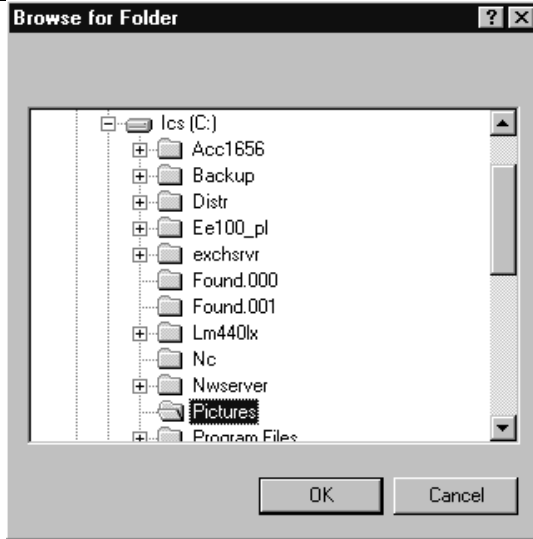 Browse for Folder
Ics (C:)
Acc1656
Backup
Distr
Ee100_pl
exchsrvr
Found.000
Found.001
Lm440lx
Nc
Nwserver
Pictures
Program Files
OK Cancel